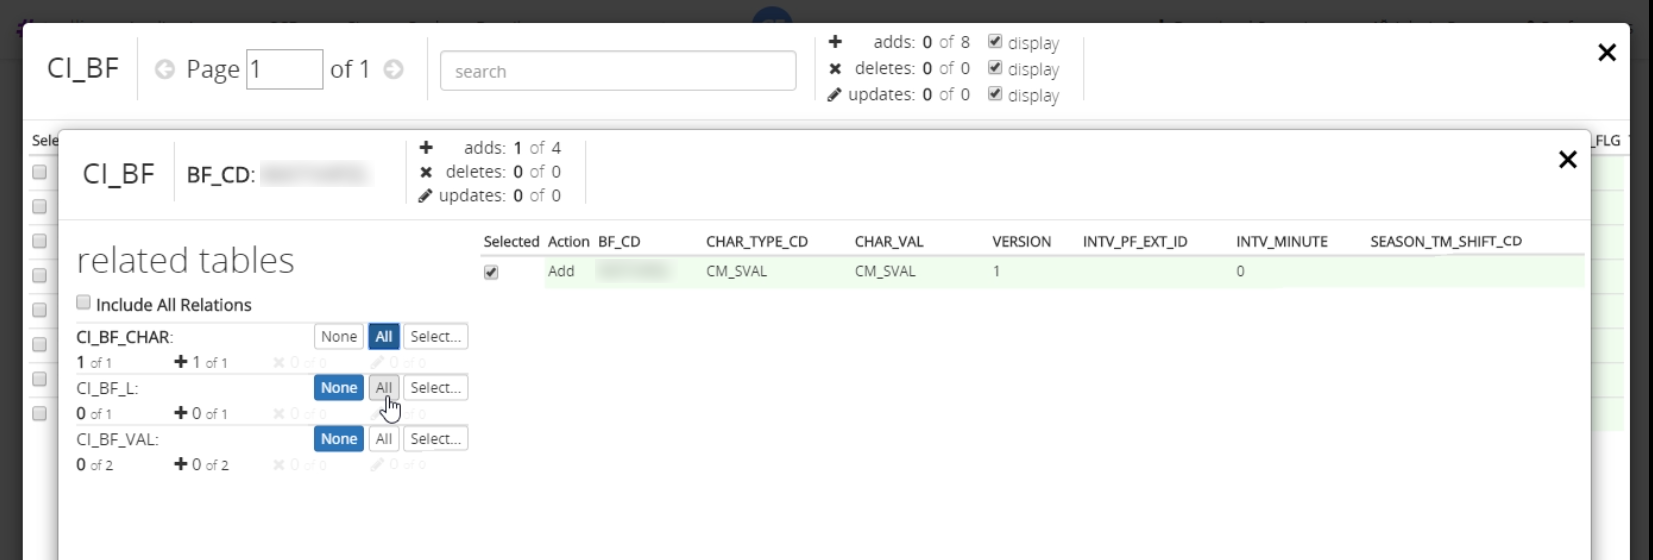 CI_BF
Page 1 of 1
search
adds: 0 of 8 display
deletes: 0 of 0 display
updates: 0 of 0 display
Sele
_FLG
CI_BF
BF_CD:
adds: 1 of 4
deletes: 0 of 0
updates: 0 of 0
related tables
Include All Relations
CI_BF_CHAR: None All Select...
1 of 1 1 of 1 0 of 0 0 of 0
CI_BF_L: None All Select...
0 of 1 0 of 1 0 of 0 of 0
CI_BF_VAL: None All Select...
0 of 2 0 of 2 0 of 0 0 of 0
Selected Action BF_CD CHAR_TYPE_CD CHAR_VAL VERSION INTV_PF_EXT_ID INTV_MINUTE SEASON_TM_SHIFT_CD
Add CM_SVAL CM_SVAL 1 0